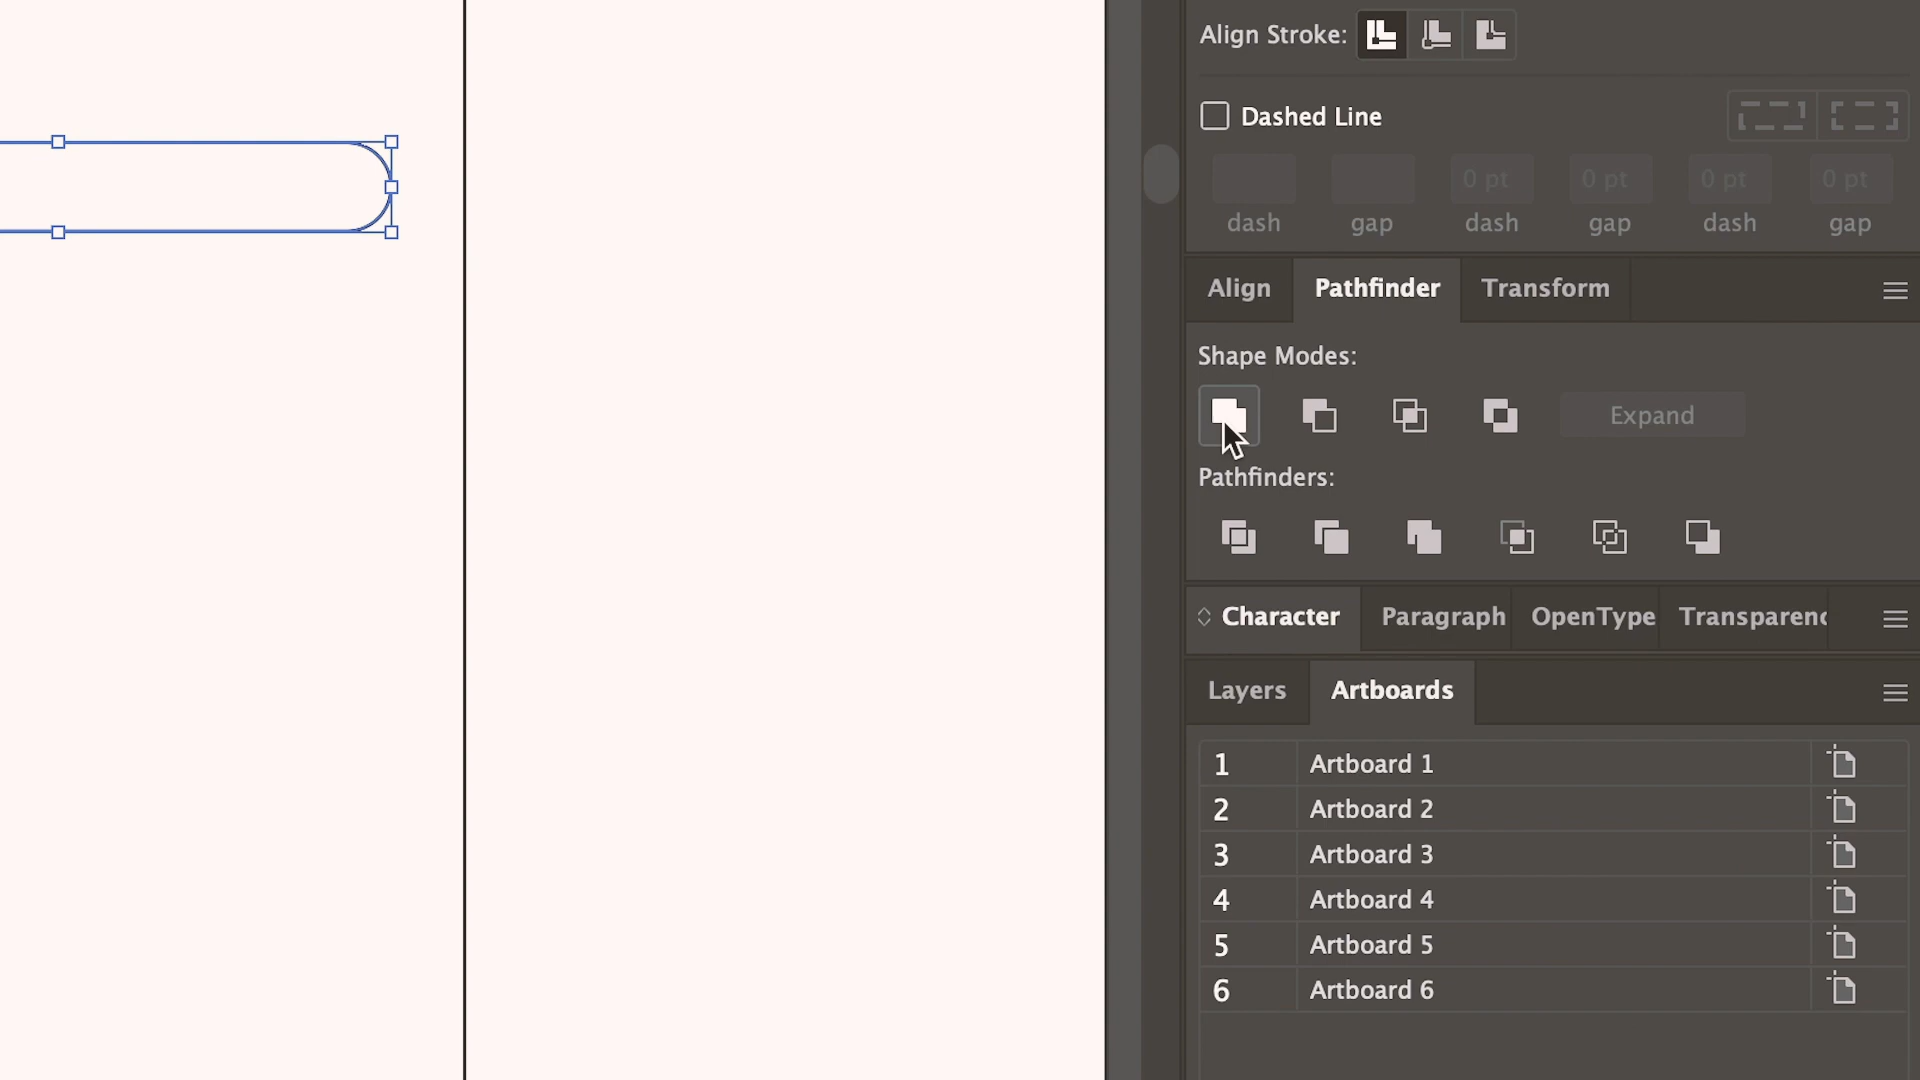 Align Stroke:
Dashed Line
0 pt 0 pt 0 pt 0 pt
dash gap dash gap dash gap
Align Pathfinder Transform
Shape Modes:
Expand
Pathfinders:
Character Paragraph OpenType Transparenc
Layers Artboards
1 Artboard 1
2 Artboard 2
3 Artboard 3
4 Artboard 4
5 Artboard 5
6 Artboard 6